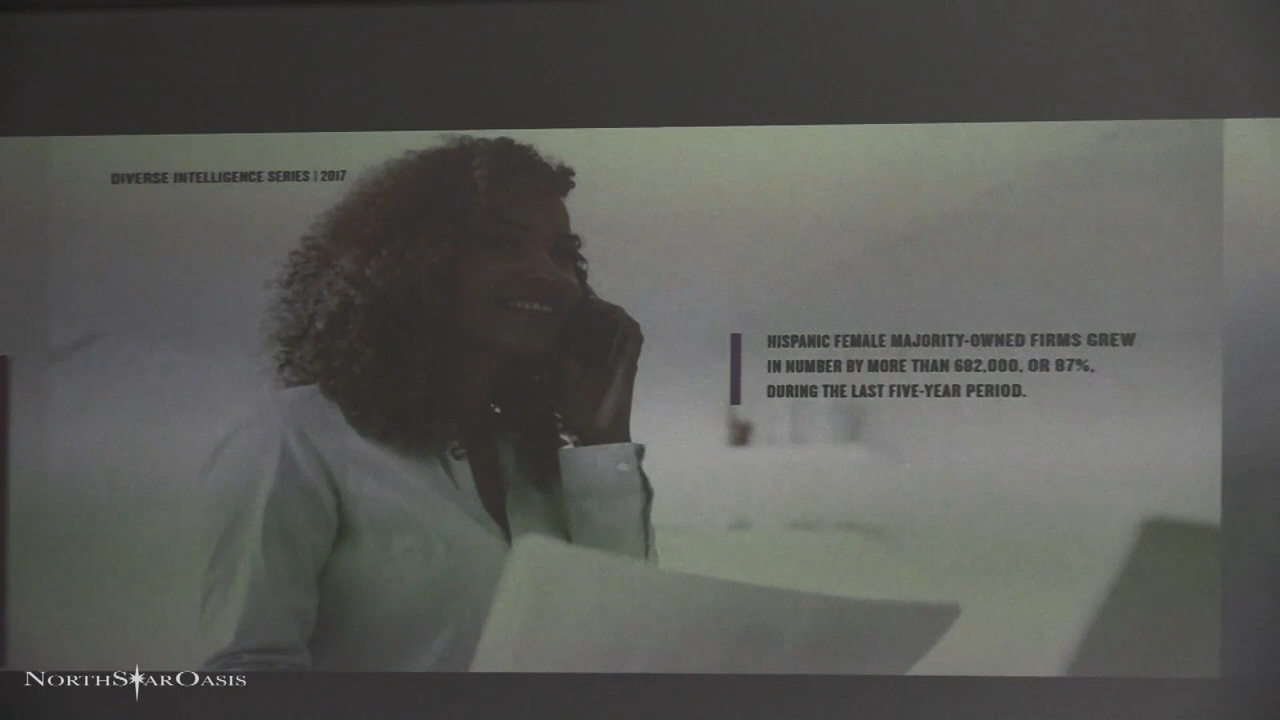 DIVERSE INTELLIGENCE SERIES | 2017
HISPANIC FEMALE MAJORITY-OWNED FIRMS GREW
IN NUMBER BY MORE THAN 682,000, OR 87%,
DURING THE LAST FIVE-YEAR PERIOD.
NORTHSTAROASIS